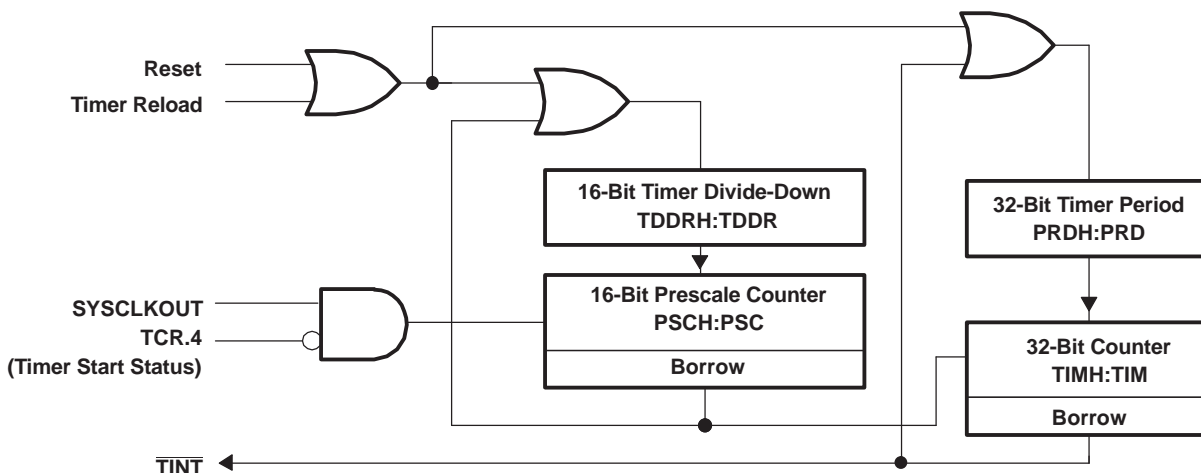 Reset
Timer Reload
16-Bit Timer Divide-Down
TDDRH:TDDR
32-Bit Timer Period
PRDH:PRD
SYSCLKOUT
TCR.4
(Timer Start Status)
16-Bit Prescale Counter
PSCH:PSC
Borrow
32-Bit Counter
TIMH:TIM
Borrow
TINT